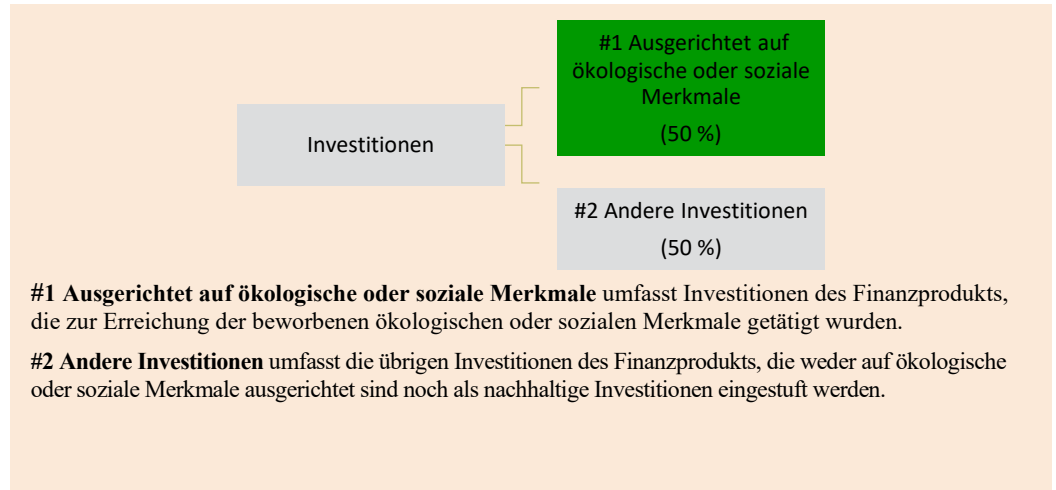 #1 Ausgerichtet auf
ökologische oder soziale
Merkmale
(50 %)
Investitionen
#2 Andere Investitionen
(50 %)
#1 Ausgerichtet auf ökologische oder soziale Merkmale umfasst Investitionen des Finanzprodukts,
die zur Erreichung der beworbenen ökologischen oder sozialen Merkmale getätigt wurden.
#2 Andere Investitionen umfasst die übrigen Investitionen des Finanzprodukts, die weder auf ökologische
oder soziale Merkmale ausgerichtet sind noch als nachhaltige Investitionen eingestuft werden.